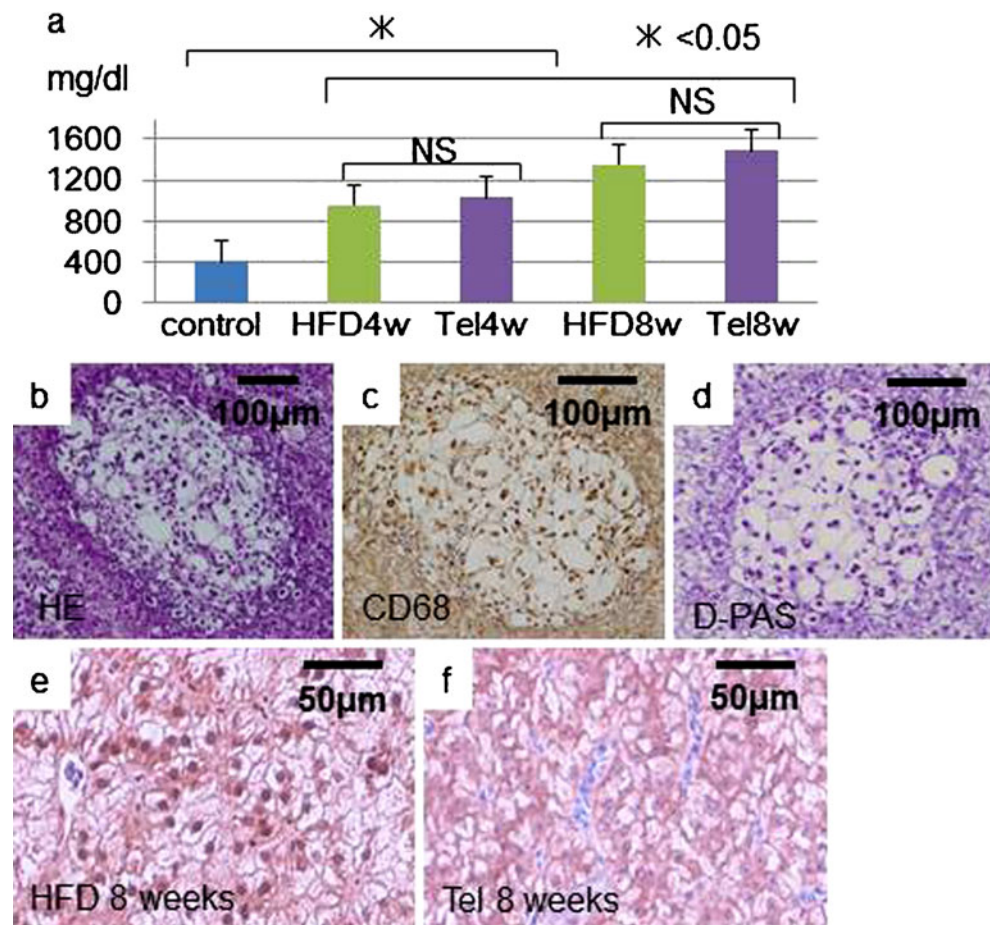 a
✳
✳ <0.05
mg/dl
NS
NS
1600
1200
800
400
0
control HFD4w Tel4w HFD8w Tel8w
b
100µm
HE
c
100µm
CD68
d
100µm
D-PAS
e
50µm
HFD 8 weeks
f
50µm
Tel 8 weeks